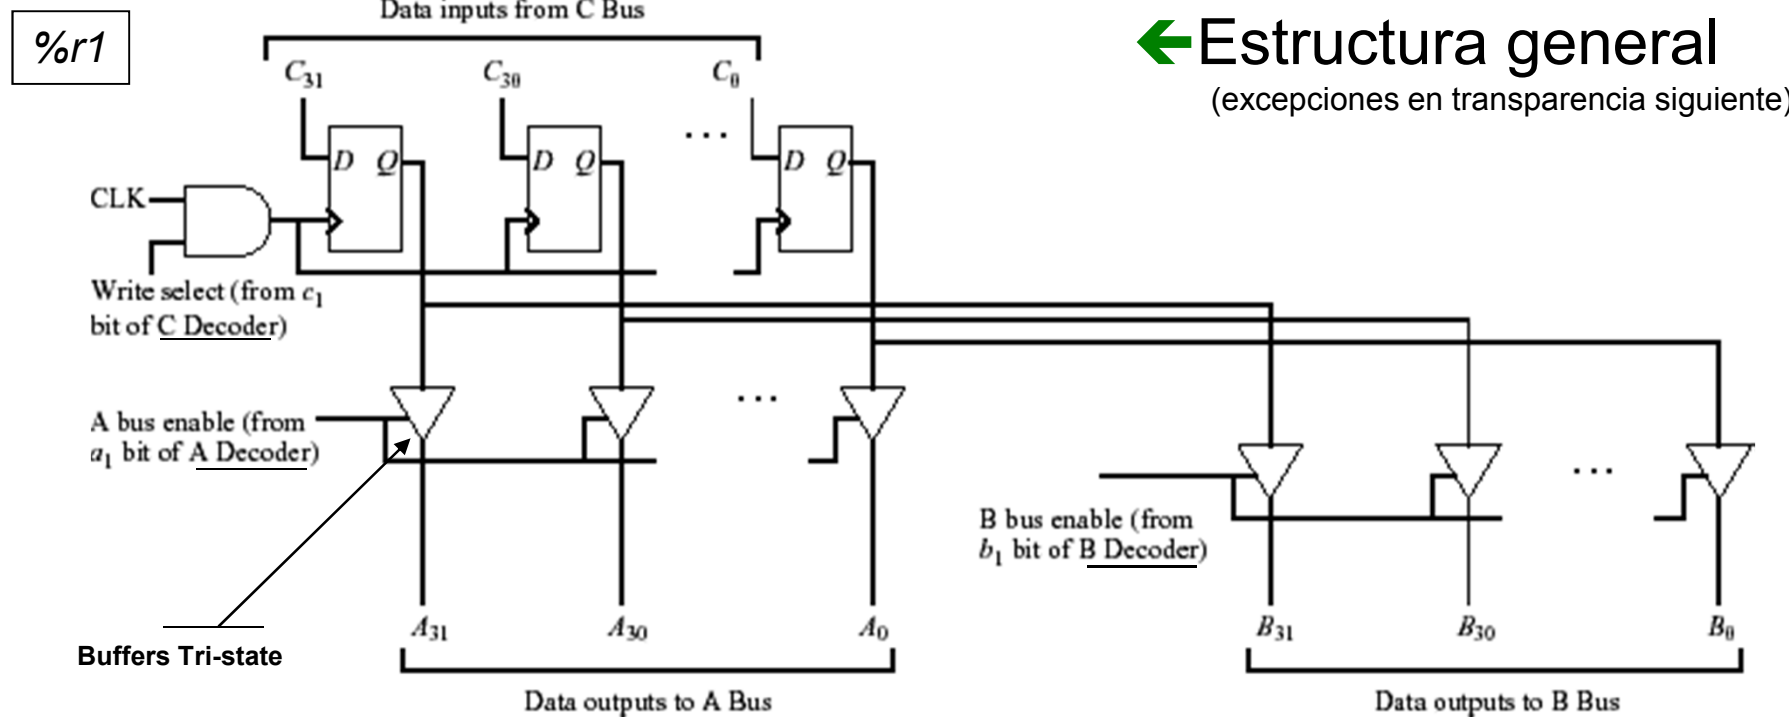 Data inputs from C Bus
%r1
Estructura general
(excepciones en transparencia siguiente)
C31
C30
C0
...
D Q
D Q
D Q
CLK
Write select (from c1
bit of C Decoder)
...
A bus enable (from
a1 bit of A Decoder)
...
B bus enable (from
b1 bit of B Decoder)
A31
A30
A0
B31
B30
B0
Buffers Tri-state
Data outputs to A Bus
Data outputs to B Bus